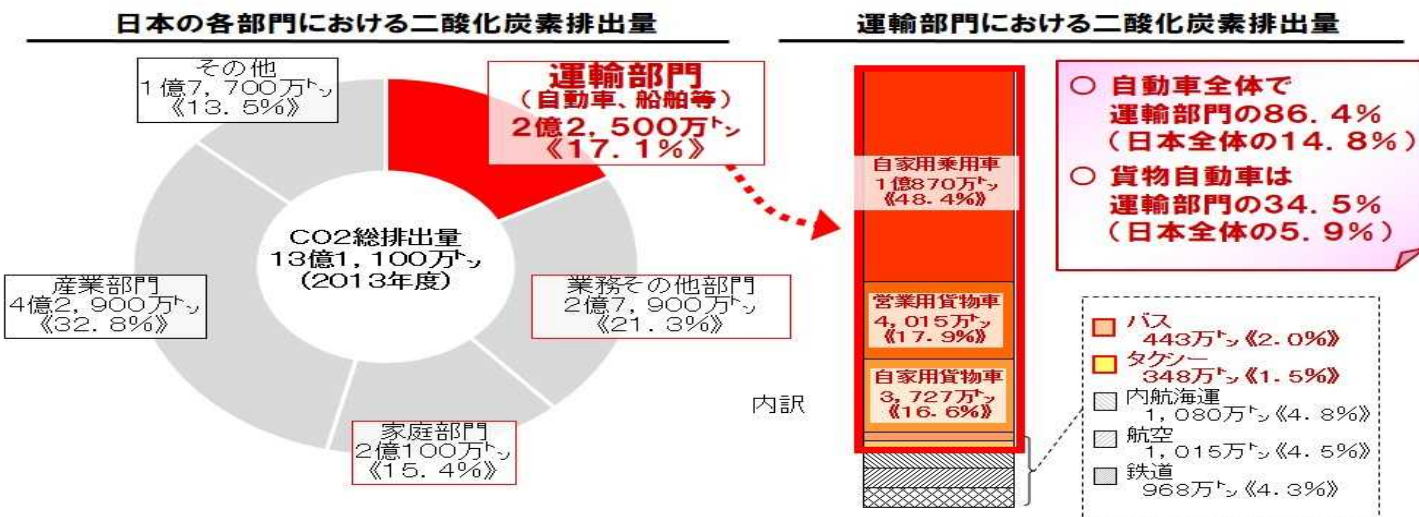 日本の各部門における二酸化炭素排出量
その他
1億7,700万㌧
《13.5%》
運輸部門
(自動車、船舶等)
2億2,500万㌧
《17.1%》
CO2総排出量
13億1,100万㌧
(2013年度)
産業部門
4億2,900万㌧
《32.8%》
業務その他部門
2億7,900万㌧
《21.3%》
家庭部門
2億100万㌧
《15.4%》
運輸部門における二酸化炭素排出量
自家用乗用車
1億870万㌧
《48.4%》
営業用貨物車
4,015万㌧
《17.9%》
自家用貨物車
3,727万㌧
《16.6%》
内訳
○ 自動車全体で
運輸部門の86.4%
(日本全体の14.8%)
○ 貨物自動車は
運輸部門の34.5%
(日本全体の5.9%)
バス
443万㌧《2.0%》
タクシー
348万㌧《1.5%》
内航海運
1,080万㌧《4.8%》
航空
1,015万㌧《4.5%》
鉄道
968万㌧《4.3%》